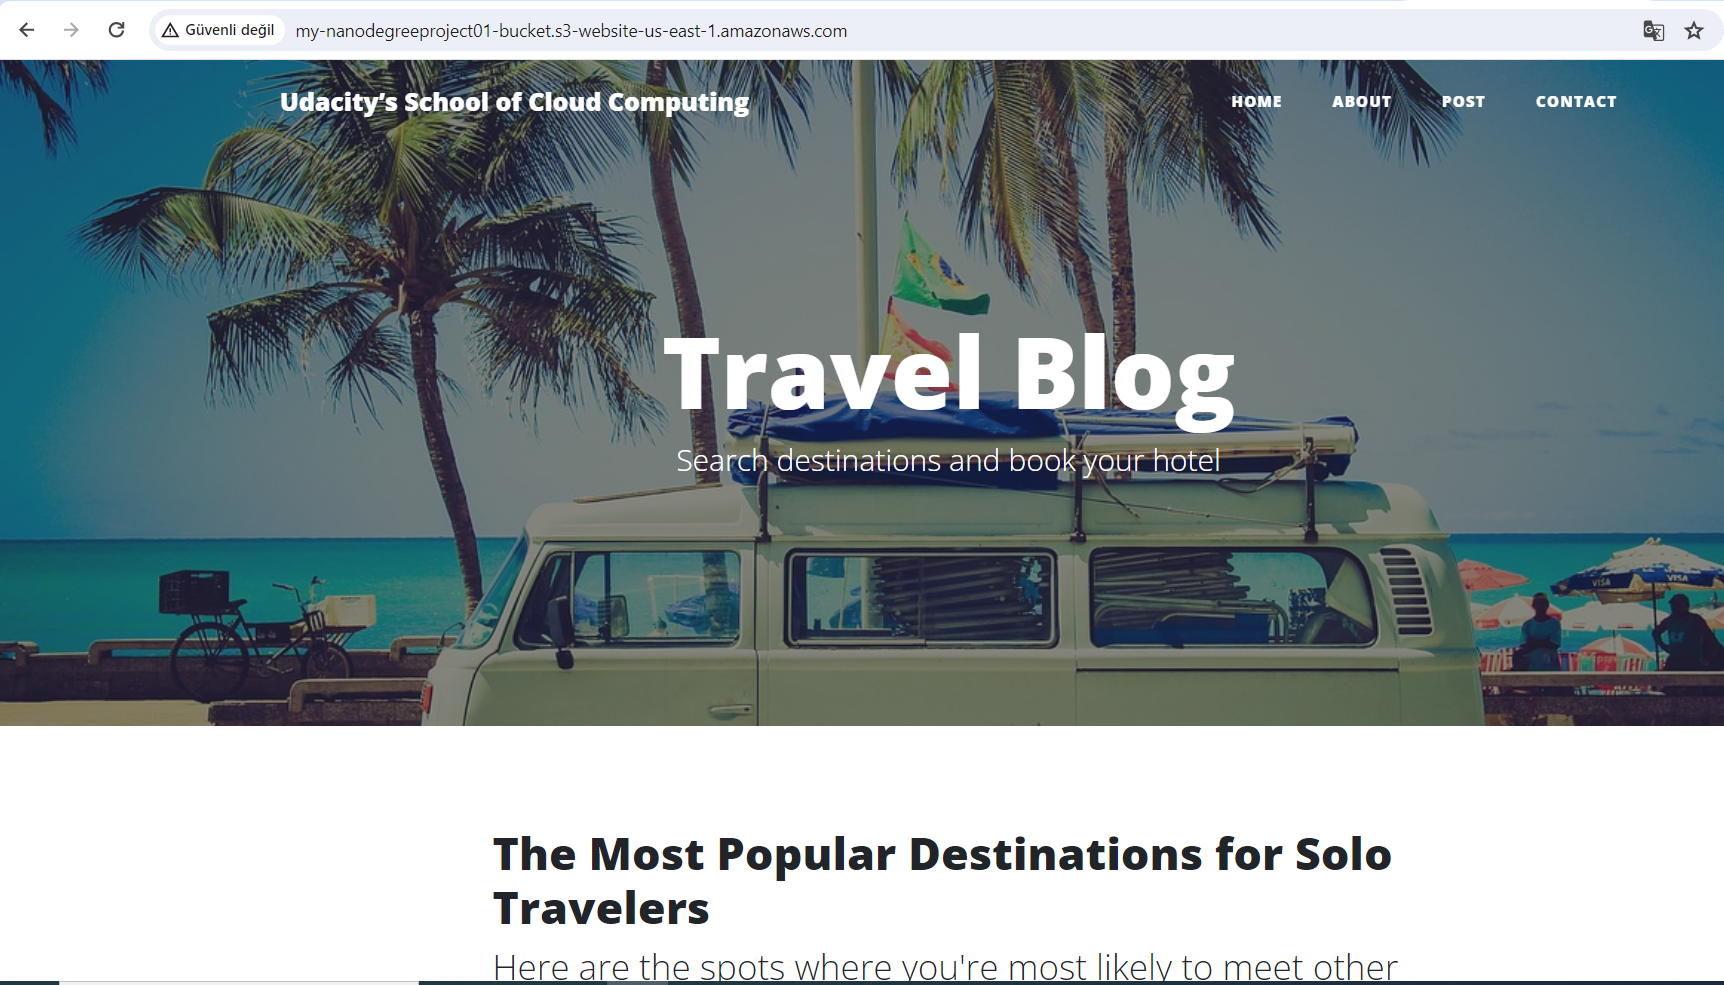 Güvenli değil my-nanodegreeproject01-bucket.s3-website-us-east-1.amazonaws.com
Udacity’s School of Cloud Computing HOME ABOUT POST CONTACT
Travel Blog
Search destinations and book your hotel
VISA VISA
The Most Popular Destinations for Solo
Travelers
Here are the spots where you're most likely to meet other